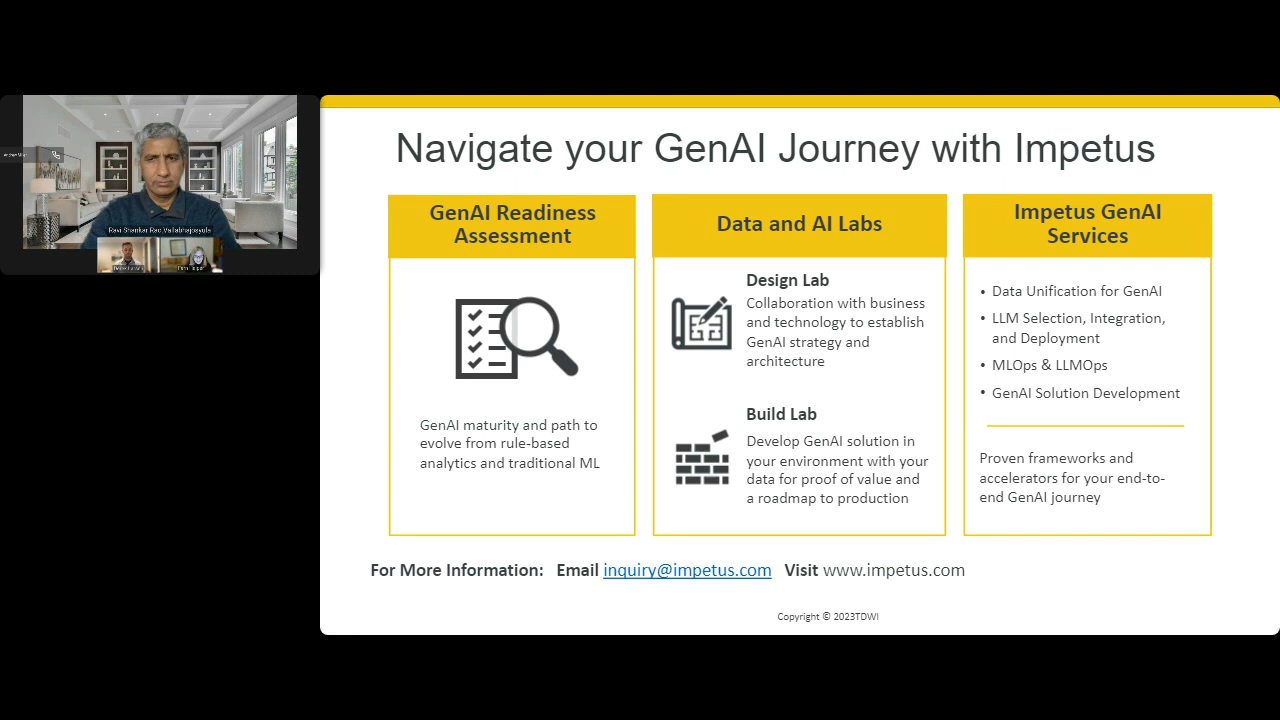 Navigate your GenAI Journey with Impetus
GenAI Readiness
Assessment
GenAI maturity and path to
evolve from rule-based
analytics and traditional ML
Data and AI Labs
Design Lab
Collaboration with business
and technology to establish
GenAI strategy and
architecture
Build Lab
Develop GenAI solution in
your environment with your
data for proof of value and
a roadmap to production
Impetus GenAI
Services
• Data Unification for GenAI
• LLM Selection, Integration,
and Deployment
• MLOps & LLMOps
• GenAI Solution Development
Proven frameworks and
accelerators for your end-to-
end GenAI journey
For More Information: Email inquiry@impetus.com Visit www.impetus.com
Copyright © 2023TDWI
Ravi Shankar Rao Vallabhajosyula